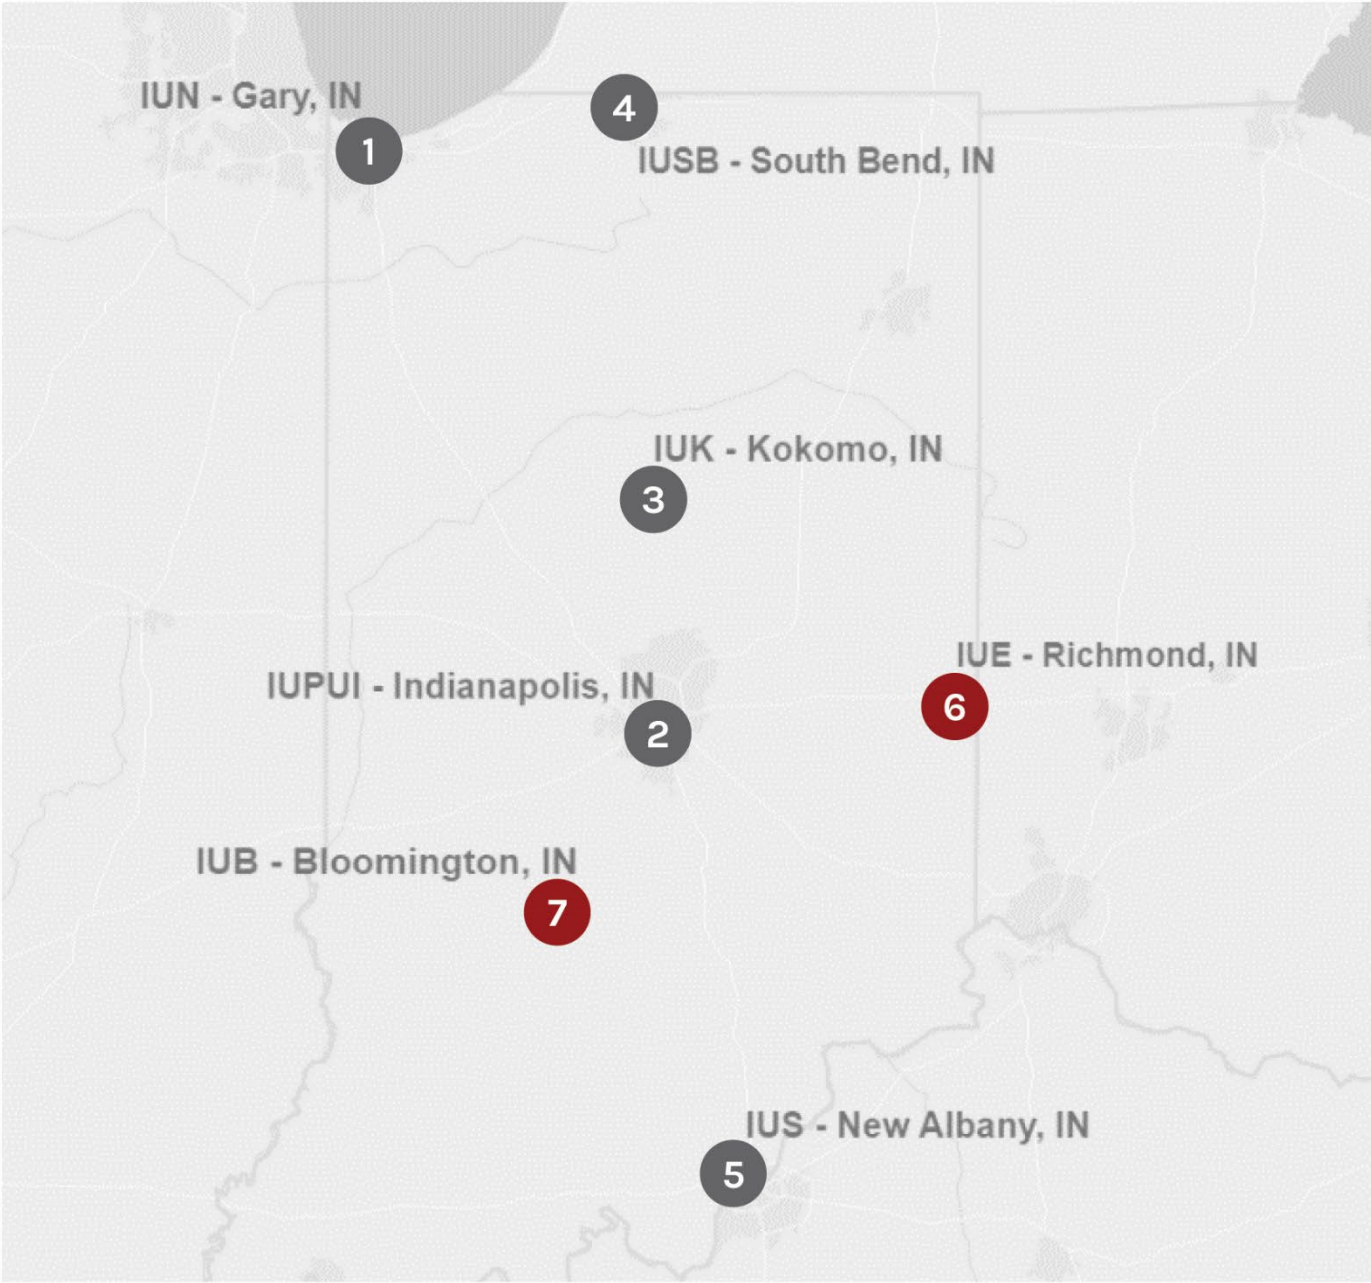 IUN - Gary, IN
1
4
IUSB - South Bend, IN
IUK - Kokomo, IN
3
IUE - Richmond, IN
6
IUPUI - Indianapolis, IN
2
IUB - Bloomington, IN
7
IUS - New Albany, IN
5